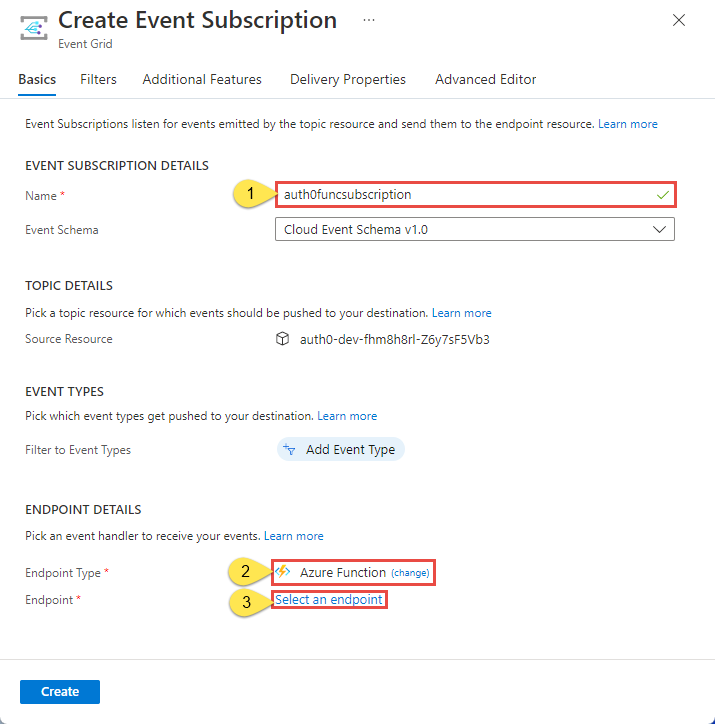 Create Event Subscription ...
Event Grid
Basics Filters Additional Features Delivery Properties Advanced Editor
Event Subscriptions listen for events emitted by the topic resource and send them to the endpoint resource. Learn more
EVENT SUBSCRIPTION DETAILS
Name * 1 auth0funcsubscription
Event Schema Cloud Event Schema v1.0
TOPIC DETAILS
Pick a topic resource for which events should be pushed to your destination. Learn more
Source Resource auth0-dev-fhm8h8rl-Z6y7sF5Vb3
EVENT TYPES
Pick which event types get pushed to your destination. Learn more
Filter to Event Types Add Event Type
ENDPOINT DETAILS
Pick an event handler to receive your events. Learn more
Endpoint Type * 2 Azure Function (change)
Endpoint * 3 Select an endpoint
Create